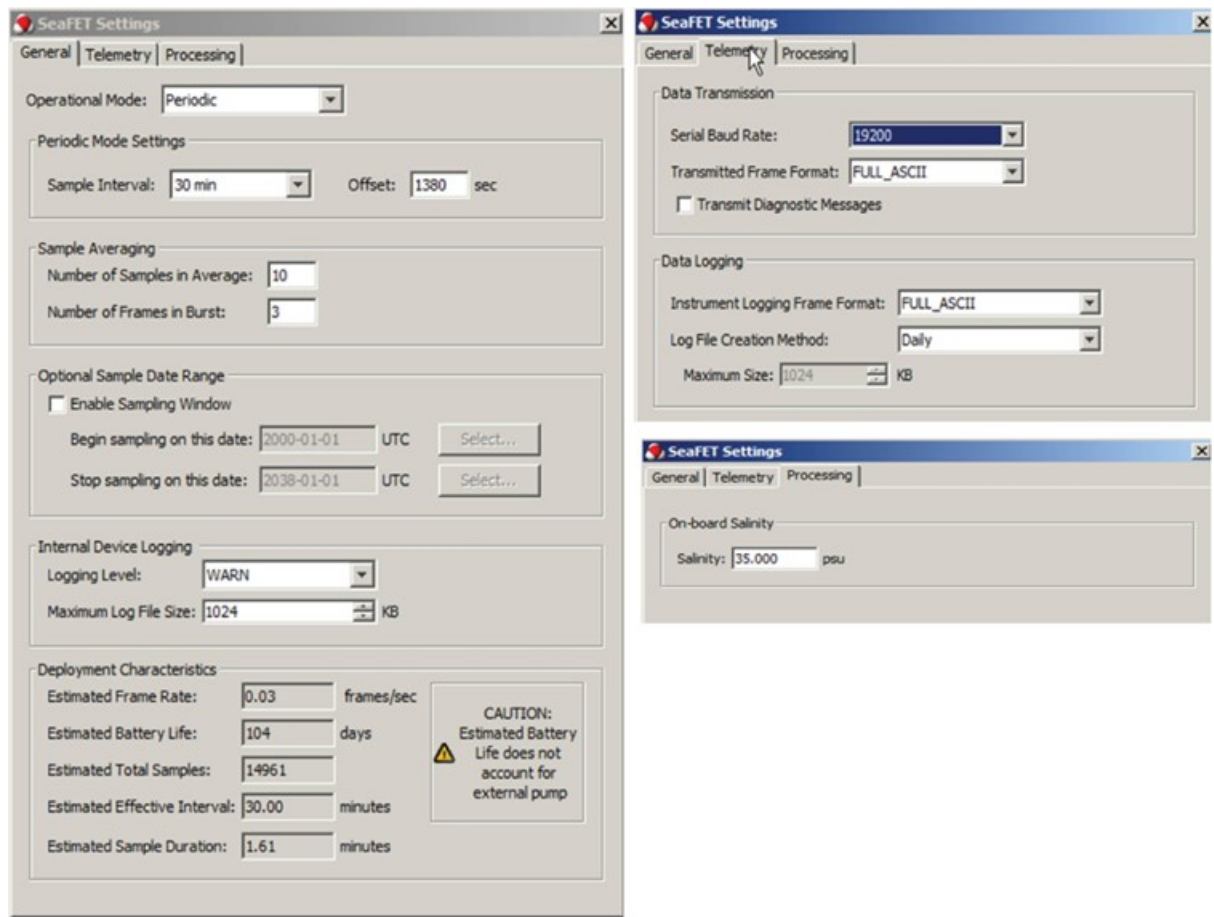 SeaFET Settings
General Telemetry Processing
Operational Mode: Periodic
Periodic Mode Settings
Sample Interval: 30 min Offset: 1380 sec
Sample Averaging
Number of Samples in Average: 10
Number of Frames in Burst: 3
Optional Sample Date Range
Enable Sampling Window
Begin sampling on this date: 2000-01-01 UTC Select...
Stop sampling on this date: 2038-01-01 UTC Select...
Internal Device Logging
Logging Level: WARN
Maximum Log File Size: 1024 KB
Deployment Characteristics
Estimated Frame Rate: 0.03 frames/sec
Estimated Battery Life: 104 days
Estimated Total Samples: 14961
Estimated Effective Interval: 30.00 minutes
Estimated Sample Duration: 1.61 minutes
CAUTION:
Estimated Battery
Life does not
account for
external pump
SeaFET Settings
General Telemetry Processing
Data Transmission
Serial Baud Rate: 19200
Transmitted Frame Format: FULL_ASCII
Transmit Diagnostic Messages
Data Logging
Instrument Logging Frame Format: FULL_ASCII
Log File Creation Method: Daily
Maximum Size: 1024 KB
SeaFET Settings
General Telemetry Processing
On-board Salinity
Salinity: 35.000 psu